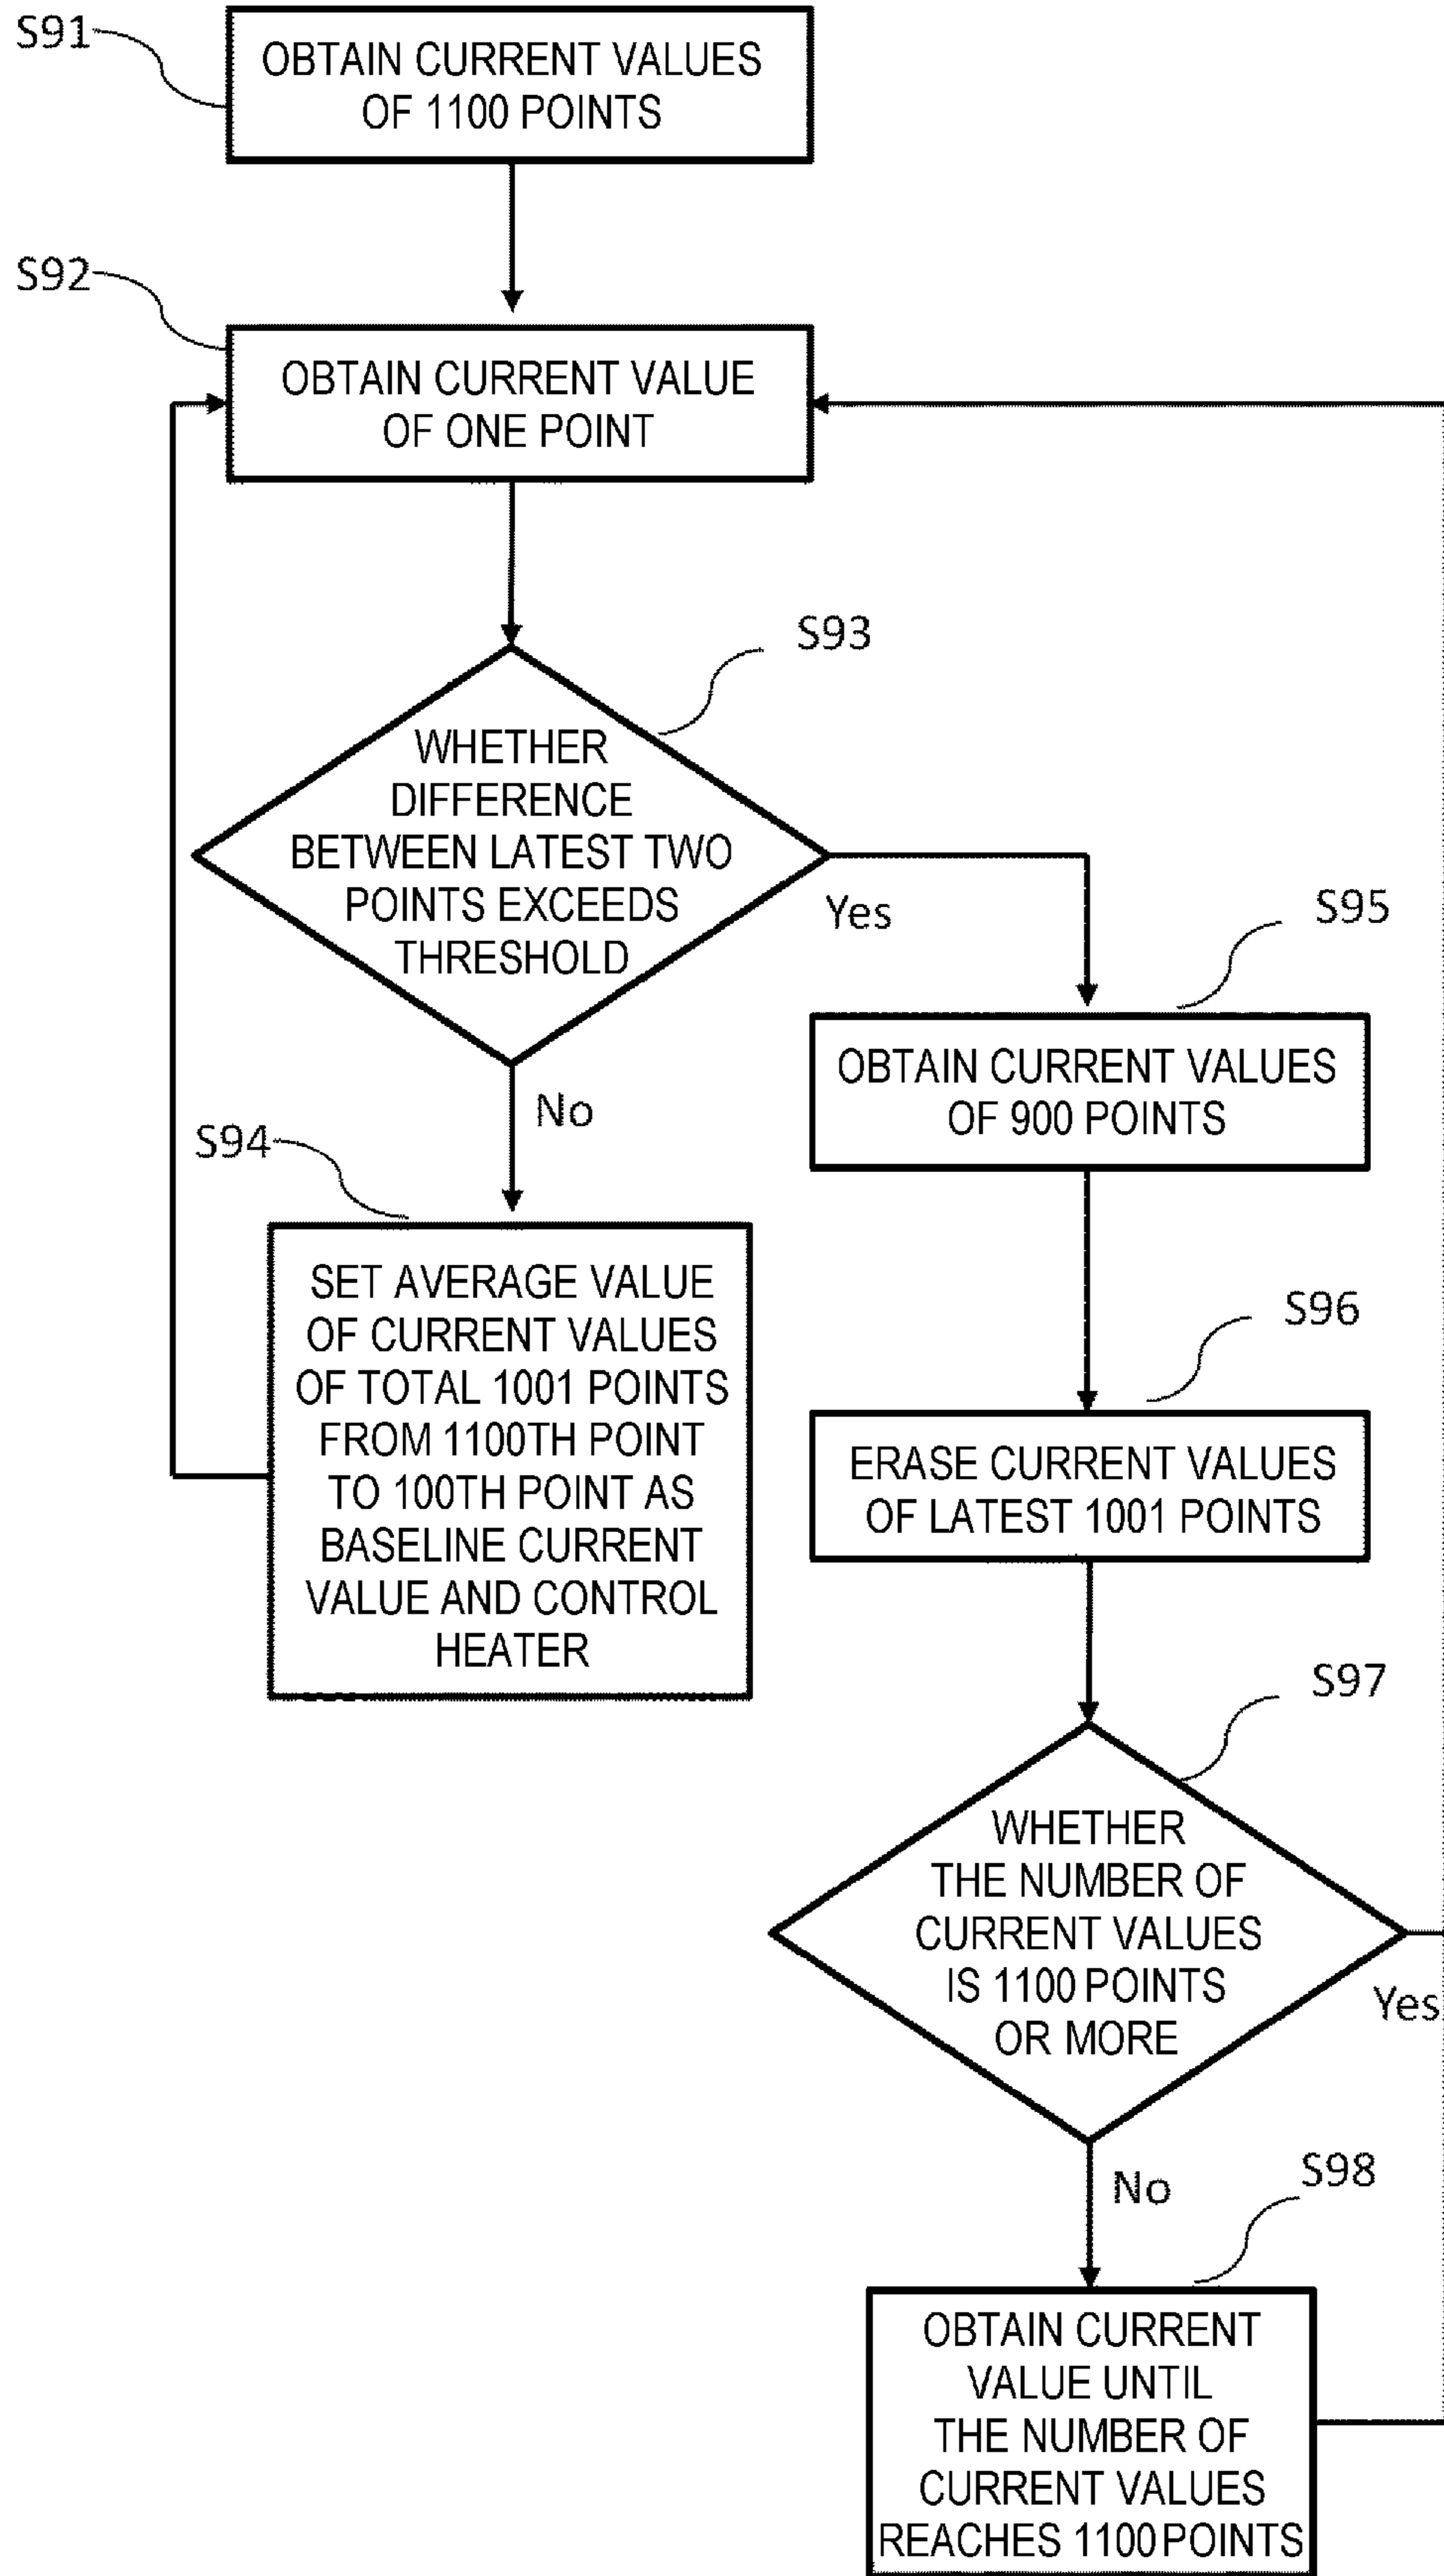 S91
OBTAIN CURRENT VALUES
OF 1100 POINTS
S92
OBTAIN CURRENT VALUE
OF ONE POINT
S93
WHETHER
DIFFERENCE
BETWEEN LATEST TWO
POINTS EXCEEDS
THRESHOLD
Yes
No
S94
SET AVERAGE VALUE
OF CURRENT VALUES
OF TOTAL 1001 POINTS
FROM 1100TH POINT
TO 100TH POINT AS
BASELINE CURRENT
VALUE AND CONTROL
HEATER
S95
OBTAIN CURRENT VALUES
OF 900 POINTS
S96
ERASE CURRENT VALUES
OF LATEST 1001 POINTS
S97
WHETHER
THE NUMBER OF
CURRENT VALUES
IS 1100 POINTS
OR MORE
Yes
No
S98
OBTAIN CURRENT
VALUE UNTIL
THE NUMBER OF
CURRENT VALUES
REACHES 1100 POINTS